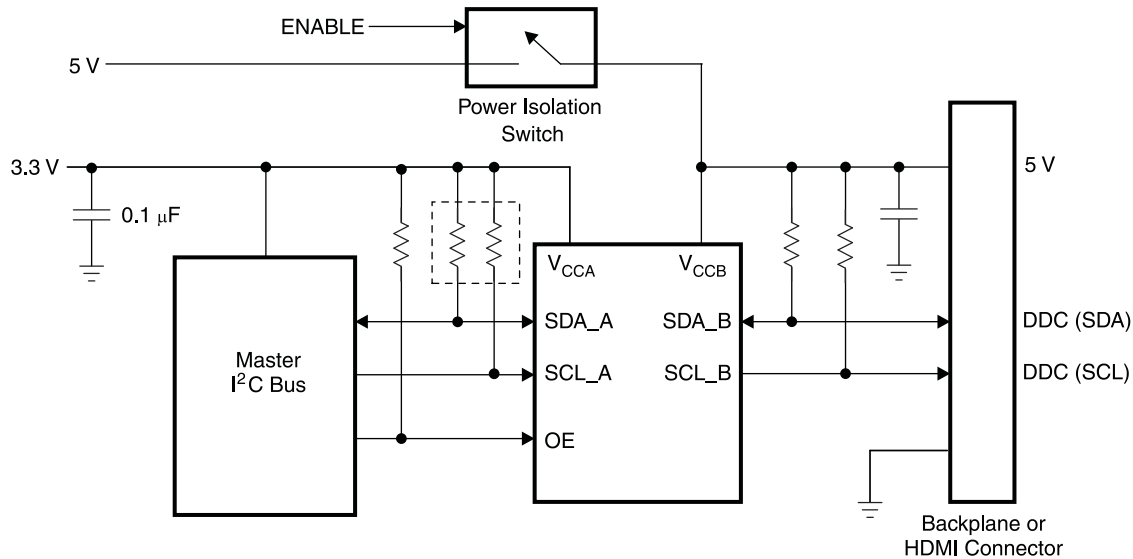 ENABLE
5 V
Power Isolation
Switch
3.3 V
5 V
0.1 μF
V_CCA
V_CCB
SDA_A
SDA_B
DDC (SDA)
Master
I²C Bus
SCL_A
SCL_B
DDC (SCL)
OE
Backplane or
HDMI Connector